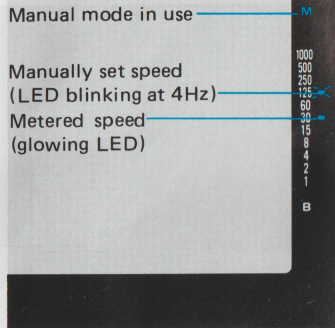 Manual mode in use M
1000
500
Manually set speed 250
(LED blinking at 4Hz) 125
60
Metered speed 30
(glowing LED) 15
8
4
2
1
B